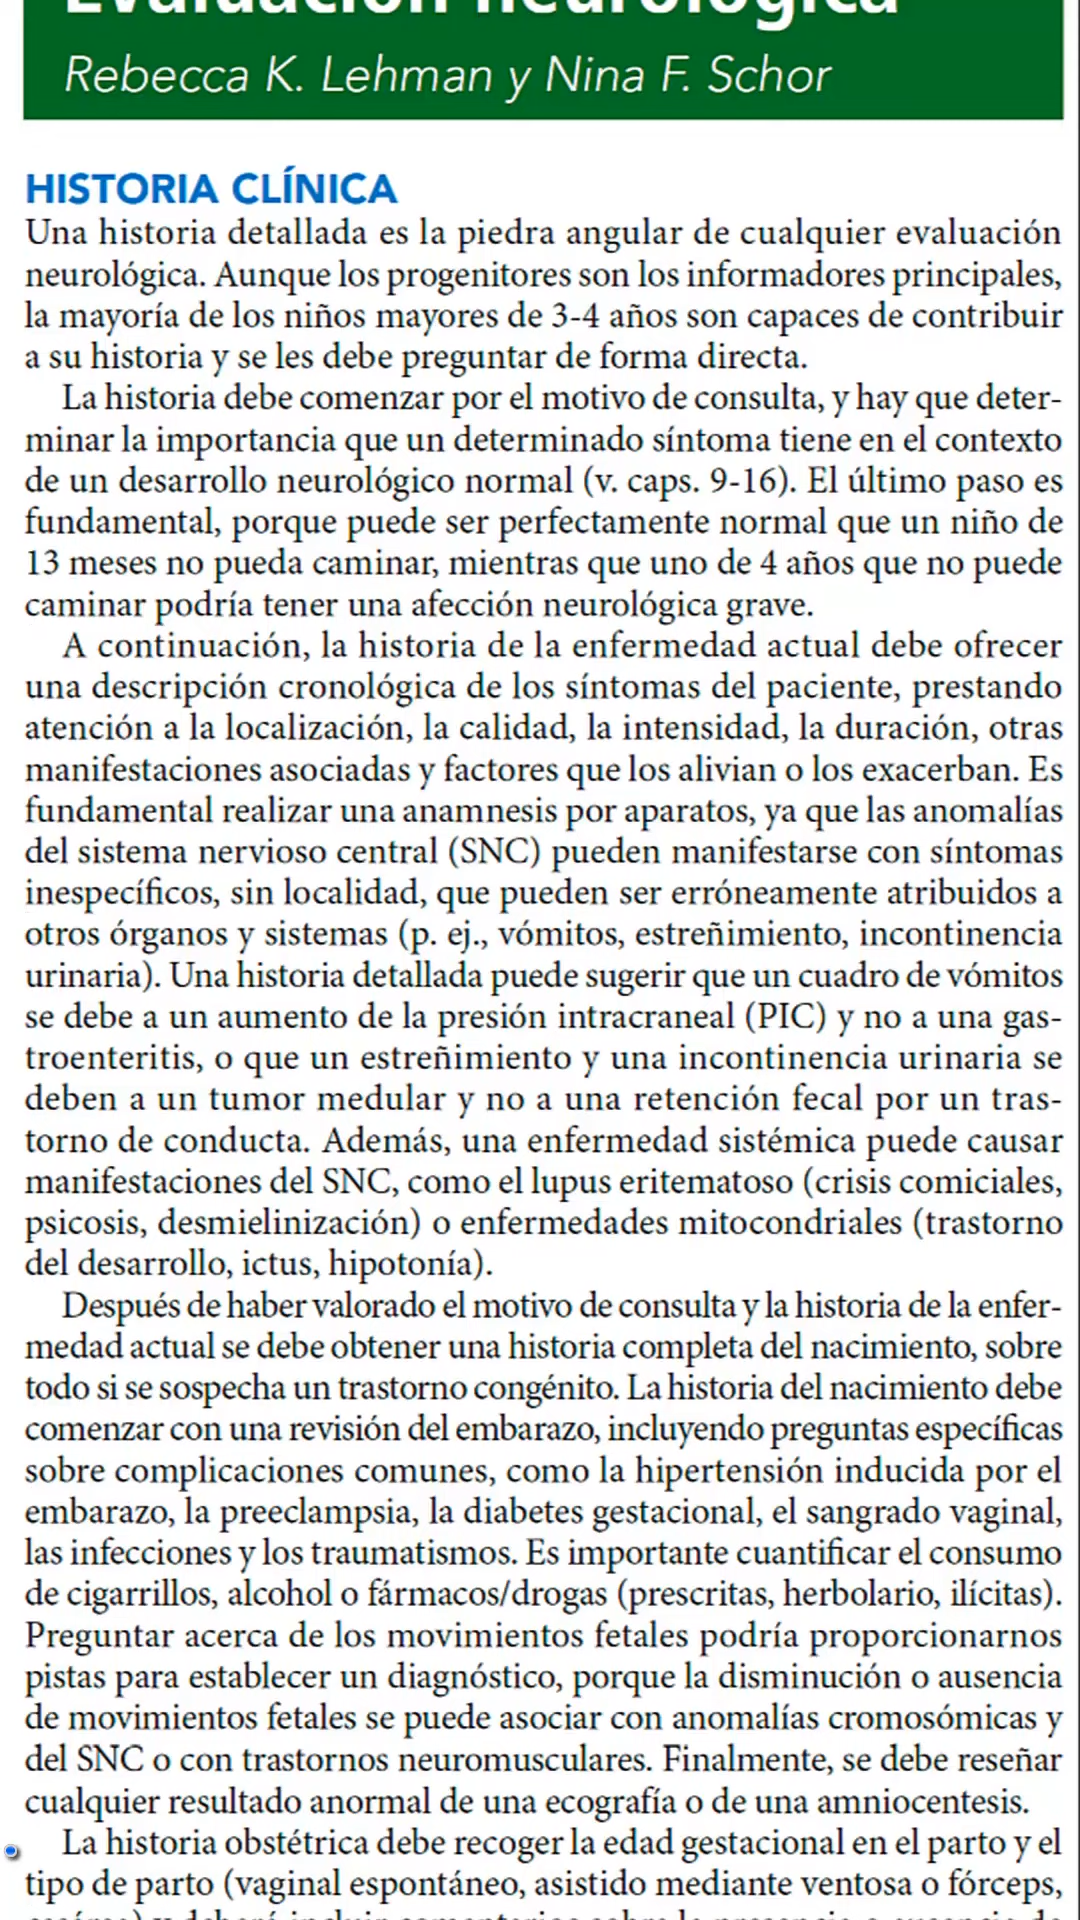 Evaluación neurológica
Rebecca K. Lehman y Nina F. Schor
HISTORIA CLÍNICA
Una historia detallada es la piedra angular de cualquier evaluación
neurológica. Aunque los progenitores son los informadores principales,
la mayoría de los niños mayores de 3-4 años son capaces de contribuir
a su historia y se les debe preguntar de forma directa.
La historia debe comenzar por el motivo de consulta, y hay que deter-
minar la importancia que un determinado síntoma tiene en el contexto
de un desarrollo neurológico normal (v. caps. 9-16). El último paso es
fundamental, porque puede ser perfectamente normal que un niño de
13 meses no pueda caminar, mientras que uno de 4 años que no puede
caminar podría tener una afección neurológica grave.
A continuación, la historia de la enfermedad actual debe ofrecer
una descripción cronológica de los síntomas del paciente, prestando
atención a la localización, la calidad, la intensidad, la duración, otras
manifestaciones asociadas y factores que los alivian o los exacerban. Es
fundamental realizar una anamnesis por aparatos, ya que las anomalías
del sistema nervioso central (SNC) pueden manifestarse con síntomas
inespecíficos, sin localidad, que pueden ser erróneamente atribuidos a
otros órganos y sistemas (p. ej., vómitos, estreñimiento, incontinencia
urinaria). Una historia detallada puede sugerir que un cuadro de vómitos
se debe a un aumento de la presión intracraneal (PIC) y no a una gas-
troenteritis, o que un estreñimiento y una incontinencia urinaria se
deben a un tumor medular y no a una retención fecal por un tras-
torno de conducta. Además, una enfermedad sistémica puede causar
manifestaciones del SNC, como el lupus eritematoso (crisis comiciales,
psicosis, desmielinización) o enfermedades mitocondriales (trastorno
del desarrollo, ictus, hipotonía).
Después de haber valorado el motivo de consulta y la historia de la enfer-
medad actual se debe obtener una historia completa del nacimiento, sobre
todo si se sospecha un trastorno congénito. La historia del nacimiento debe
comenzar con una revisión del embarazo, incluyendo preguntas específicas
sobre complicaciones comunes, como la hipertensión inducida por el
embarazo, la preeclampsia, la diabetes gestacional, el sangrado vaginal,
las infecciones y los traumatismos. Es importante cuantificar el consumo
de cigarrillos, alcohol o fármacos/drogas (prescritas, herbolario, ilícitas).
Preguntar acerca de los movimientos fetales podría proporcionarnos
pistas para establecer un diagnóstico, porque la disminución o ausencia
de movimientos fetales se puede asociar con anomalías cromosómicas y
del SNC o con trastornos neuromusculares. Finalmente, se debe reseñar
cualquier resultado anormal de una ecografía o de una amniocentesis.
La historia obstétrica debe recoger la edad gestacional en el parto y el
tipo de parto (vaginal espontáneo, asistido mediante ventosa o fórceps,